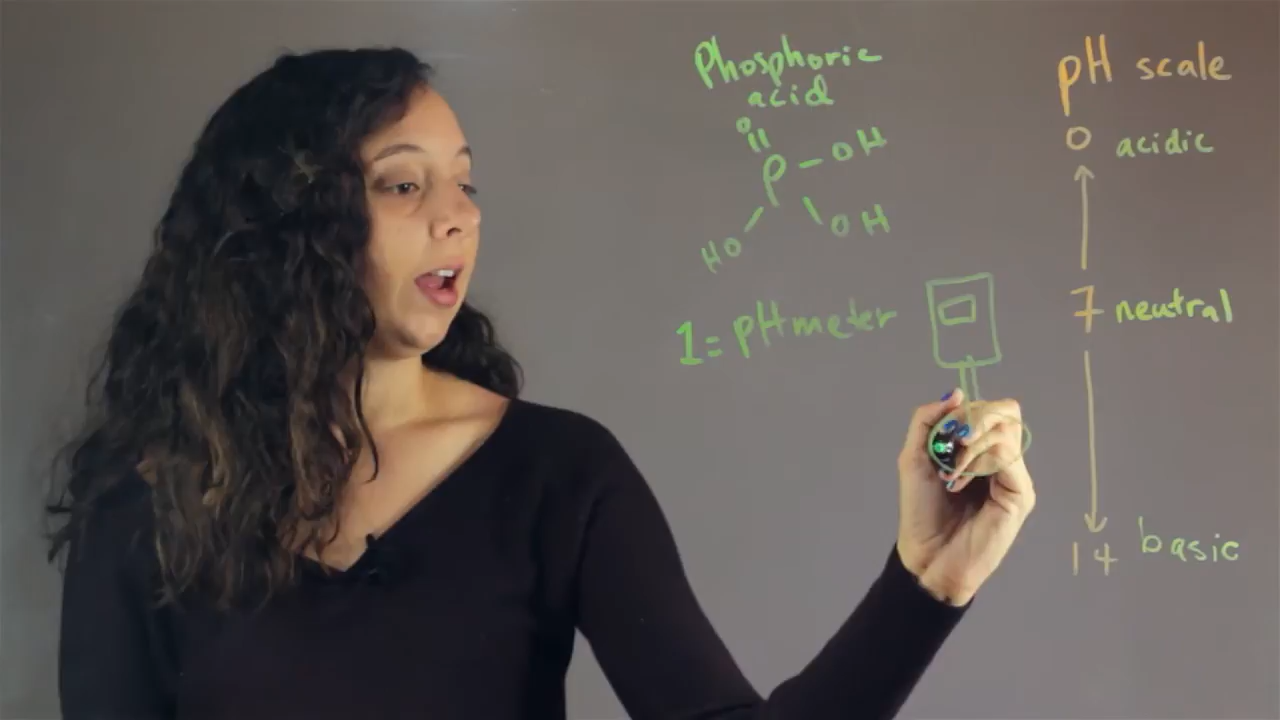 Phosphoric
acid
O
P - OH
HO
OH
1= pH meter
pH scale
0 acidic
7 neutral
14 basic